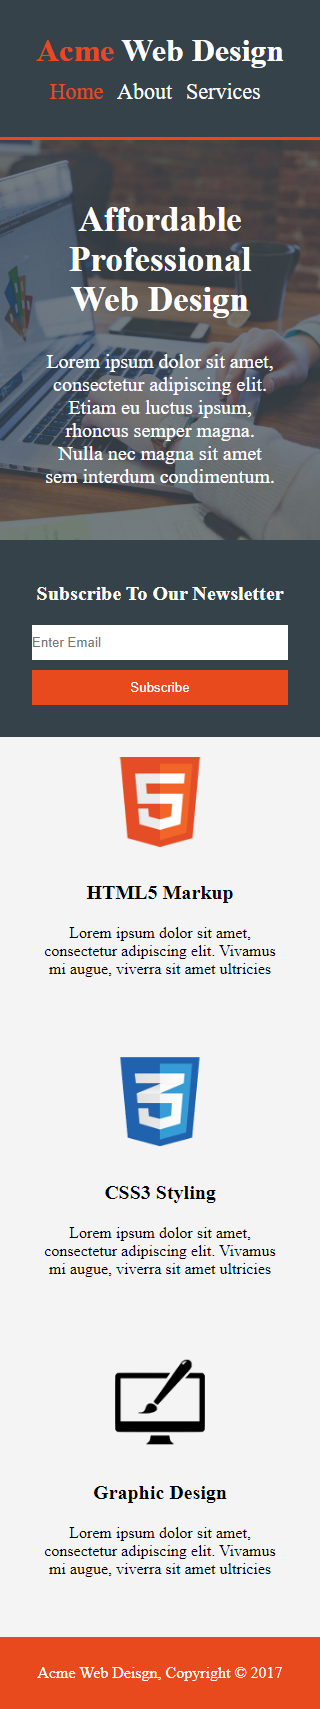 Acme Web Design
Home About Services
Affordable
Professional
Web Design
Lorem ipsum dolor sit amet,
consectetur adipiscing elit.
Etiam eu luctus ipsum,
rhoncus semper magna.
Nulla nec magna sit amet
sem interdum condimentum.
Subscribe To Our Newsletter
Enter Email
Subscribe
5
HTML5 Markup
Lorem ipsum dolor sit amet,
consectetur adipiscing elit. Vivamus
mi augue, viverra sit amet ultricies
3
CSS3 Styling
Lorem ipsum dolor sit amet,
consectetur adipiscing elit. Vivamus
mi augue, viverra sit amet ultricies
Graphic Design
Lorem ipsum dolor sit amet,
consectetur adipiscing elit. Vivamus
mi augue, viverra sit amet ultricies
Acme Web Deisgn, Copyright © 2017